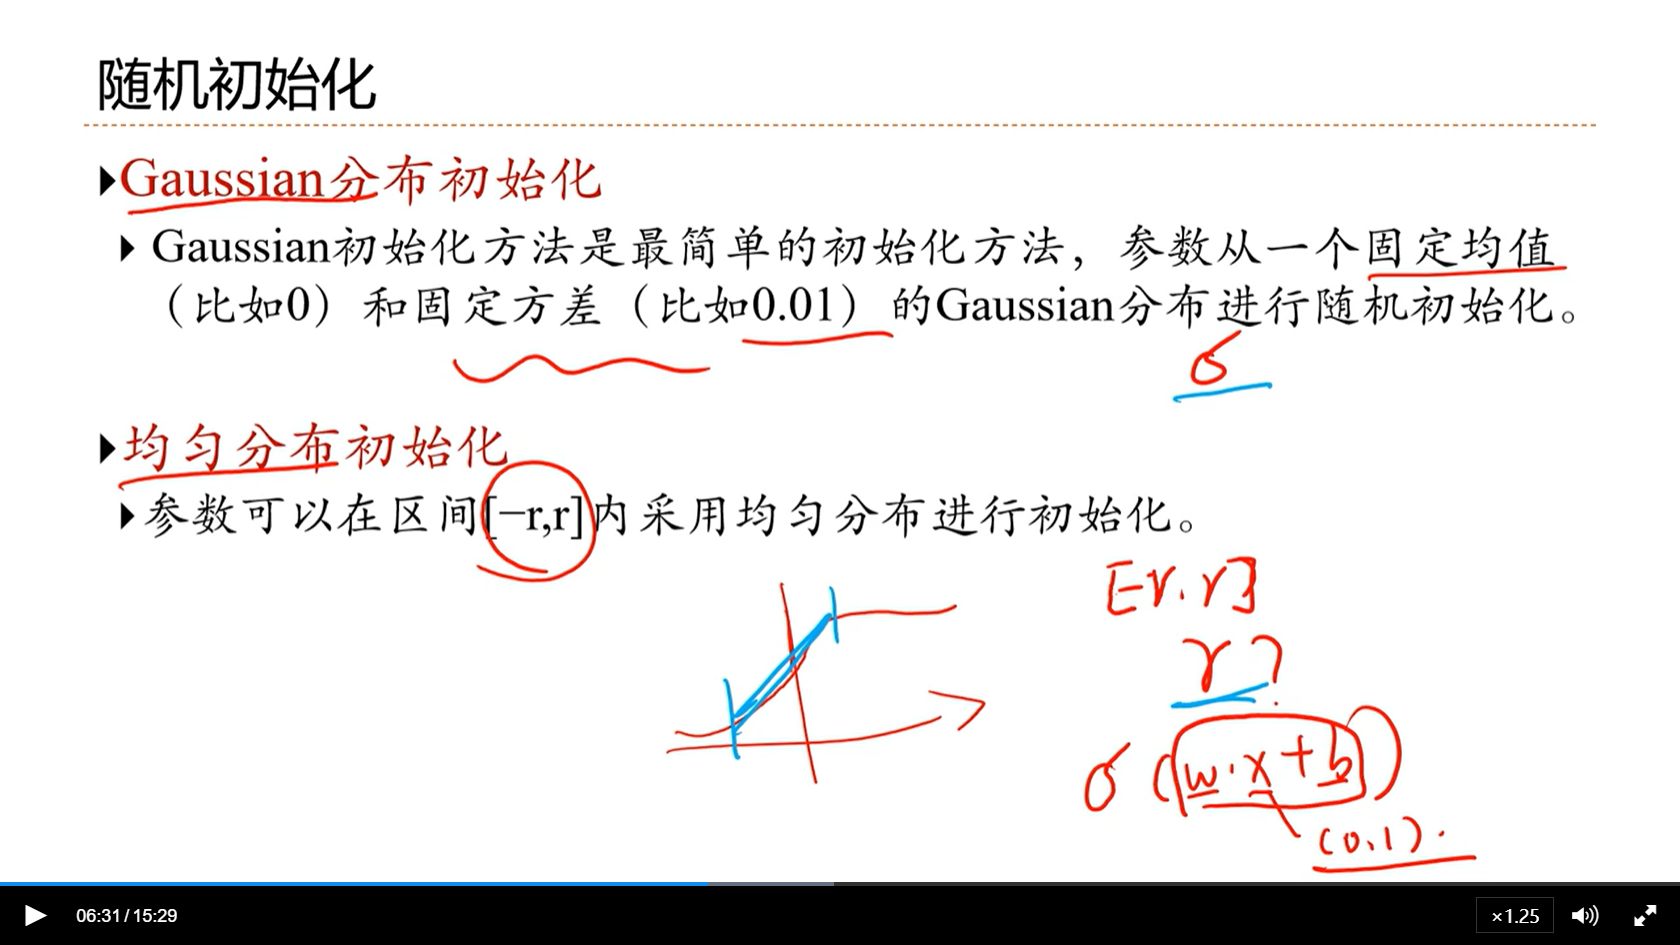 随机初始化
Gaussian分布初始化
Gaussian初始化方法是最简单的初始化方法，参数从一个固定均值
（比如0）和固定方差（比如0.01）的Gaussian分布进行随机初始化。
σ
均匀分布初始化
参数可以在区间[−r,r]内采用均匀分布进行初始化。
[-r,r]
r?
σ(w·x+b)
(0,1).
06:31/15:29
×1.25